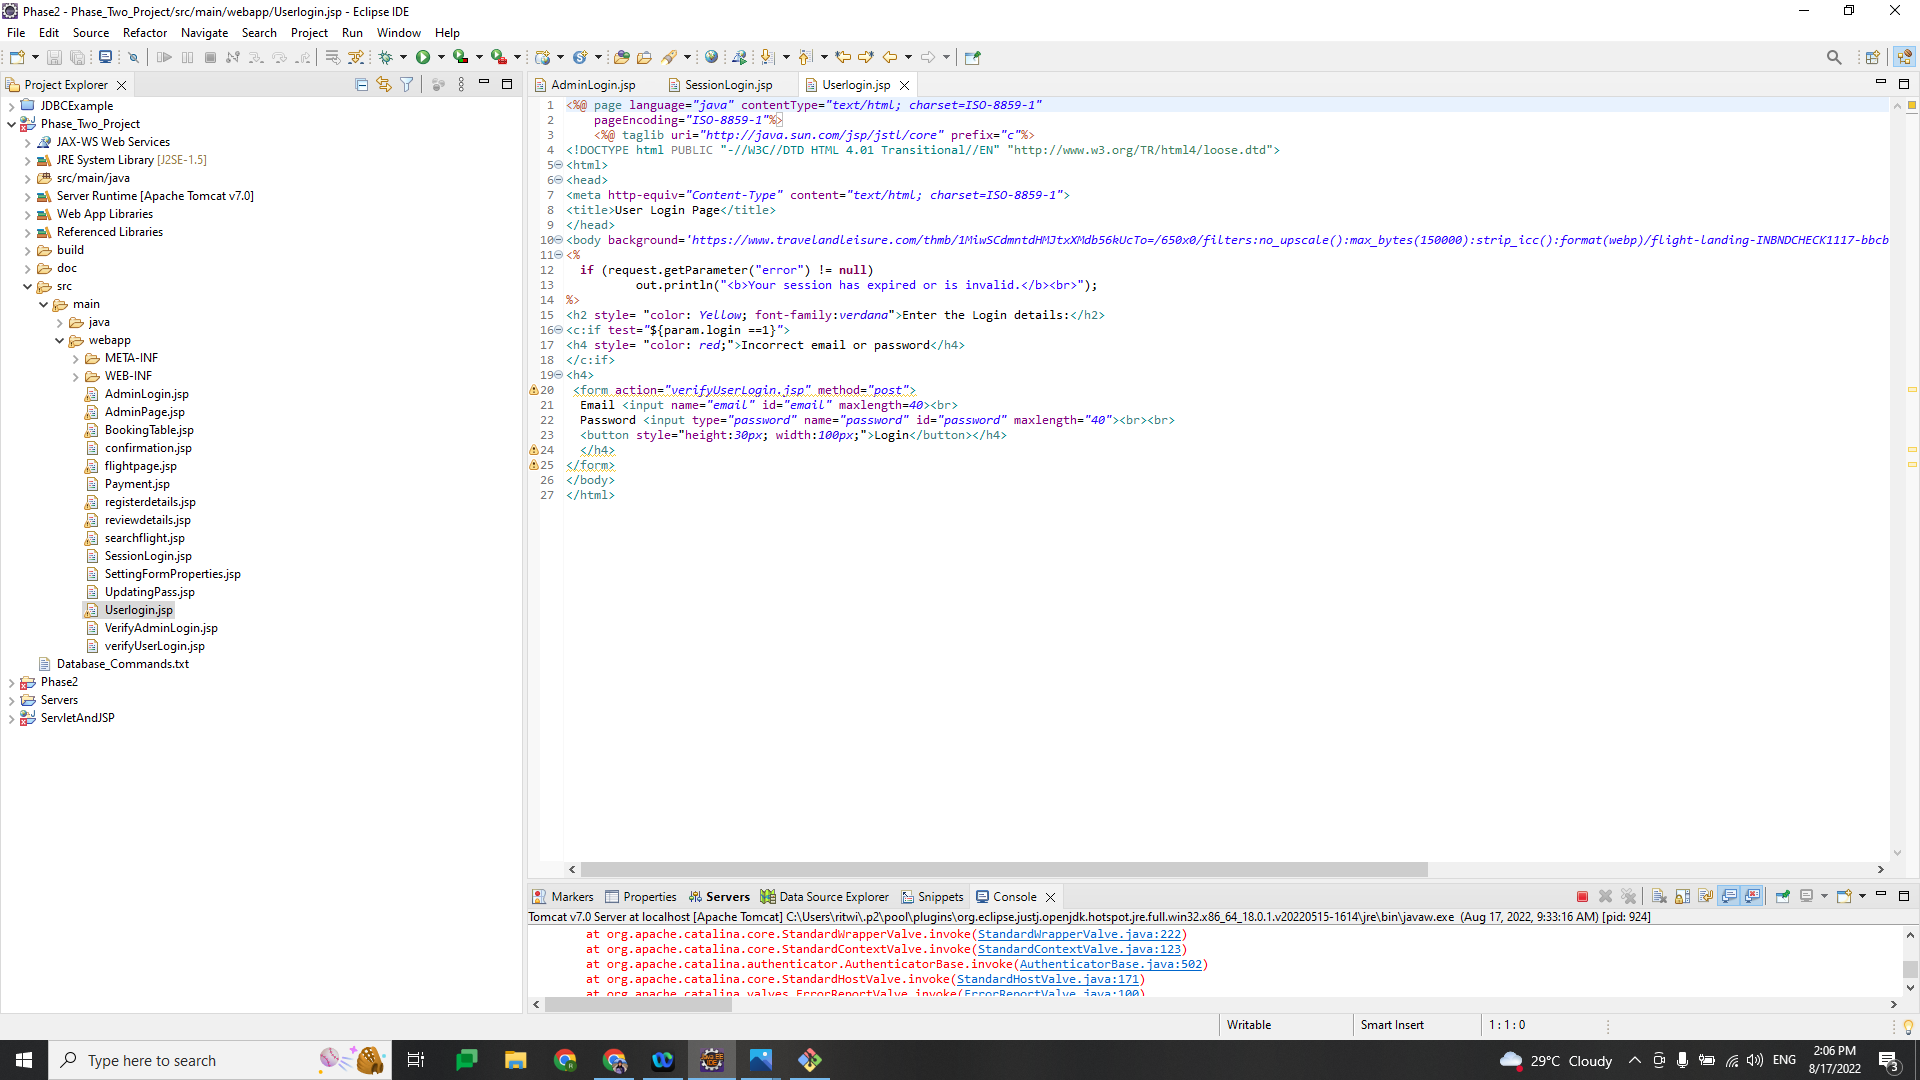 Phase2 - Phase_Two_Project/src/main/webapp/Userlogin.jsp - Eclipse IDE
File Edit Source Refactor Navigate Search Project Run Window Help
Project Explorer
JDBCExample
Phase_Two_Project
JAX-WS Web Services
JRE System Library [J2SE-1.5]
src/main/java
Server Runtime [Apache Tomcat v7.0]
Web App Libraries
Referenced Libraries
build
doc
src
main
java
webapp
META-INF
WEB-INF
AdminLogin.jsp
AdminPage.jsp
BookingTable.jsp
confirmation.jsp
flightpage.jsp
Payment.jsp
registerdetails.jsp
reviewdetails.jsp
searchflight.jsp
SessionLogin.jsp
SettingFormProperties.jsp
UpdatingPass.jsp
Userlogin.jsp
VerifyAdminLogin.jsp
verifyUserLogin.jsp
Database_Commands.txt
Phase2
Servers
ServletAndJSP
AdminLogin.jsp SessionLogin.jsp Userlogin.jsp
1 <%@ page language="java" contentType="text/html; charset=ISO-8859-1"
2 pageEncoding="ISO-8859-1"%>
3 <%@ taglib uri="http://java.sun.com/jsp/jstl/core" prefix="c"%>
4 <!DOCTYPE html PUBLIC "-//W3C//DTD HTML 4.01 Transitional//EN" "http://www.w3.org/TR/html4/loose.dtd">
5 <html>
6 <head>
7 <meta http-equiv="Content-Type" content="text/html; charset=ISO-8859-1">
8 <title>User Login Page</title>
9 </head>
10 <body background='https://www.travelandleisure.com/thmb/1MiwSCdmntdHMJtxXMdb56kUcTo=/650x0/filters:no_upscale():max_bytes(150000):strip_icc():format(webp)/flight-landing-INBNDCHECK1117-bbcb
11 <%
12 if (request.getParameter("error") != null)
13 out.println("<b>Your session has expired or is invalid.</b><br>");
14 %>
15 <h2 style= "color: Yellow; font-family:verdana">Enter the Login details:</h2>
16 <c:if test="${param.login ==1}">
17 <h4 style= "color: red;">Incorrect email or password</h4>
18 </c:if>
19 <h4>
20 <form action="verifyUserLogin.jsp" method="post">
21 Email <input name="email" id="email" maxlength=40><br>
22 Password <input type="password" name="password" id="password" maxlength="40"><br><br>
23 <button style="height:30px; width:100px;">Login</button></h4>
24 </h4>
25 </form>
26 </body>
27 </html>
Markers Properties Servers Data Source Explorer Snippets Console
Tomcat v7.0 Server at localhost [Apache Tomcat] C:\Users\ritwi\.p2\pool\plugins\org.eclipse.justj.openjdk.hotspot.jre.full.win32.x86_64_18.0.1.v20220515-1614\jre\bin\javaw.exe (Aug 17, 2022, 9:33:16 AM) [pid: 924]
at org.apache.catalina.core.StandardWrapperValve.invoke(StandardWrapperValve.java:222)
at org.apache.catalina.core.StandardContextValve.invoke(StandardContextValve.java:123)
at org.apache.catalina.authenticator.AuthenticatorBase.invoke(AuthenticatorBase.java:502)
at org.apache.catalina.core.StandardHostValve.invoke(StandardHostValve.java:171)
at org.apache.catalina.valves.ErrorReportValve.invoke(ErrorReportValve.java:100)
Writable Smart Insert 1 : 1 : 0
Type here to search
29°C Cloudy
ENG
2:06 PM
8/17/2022
3